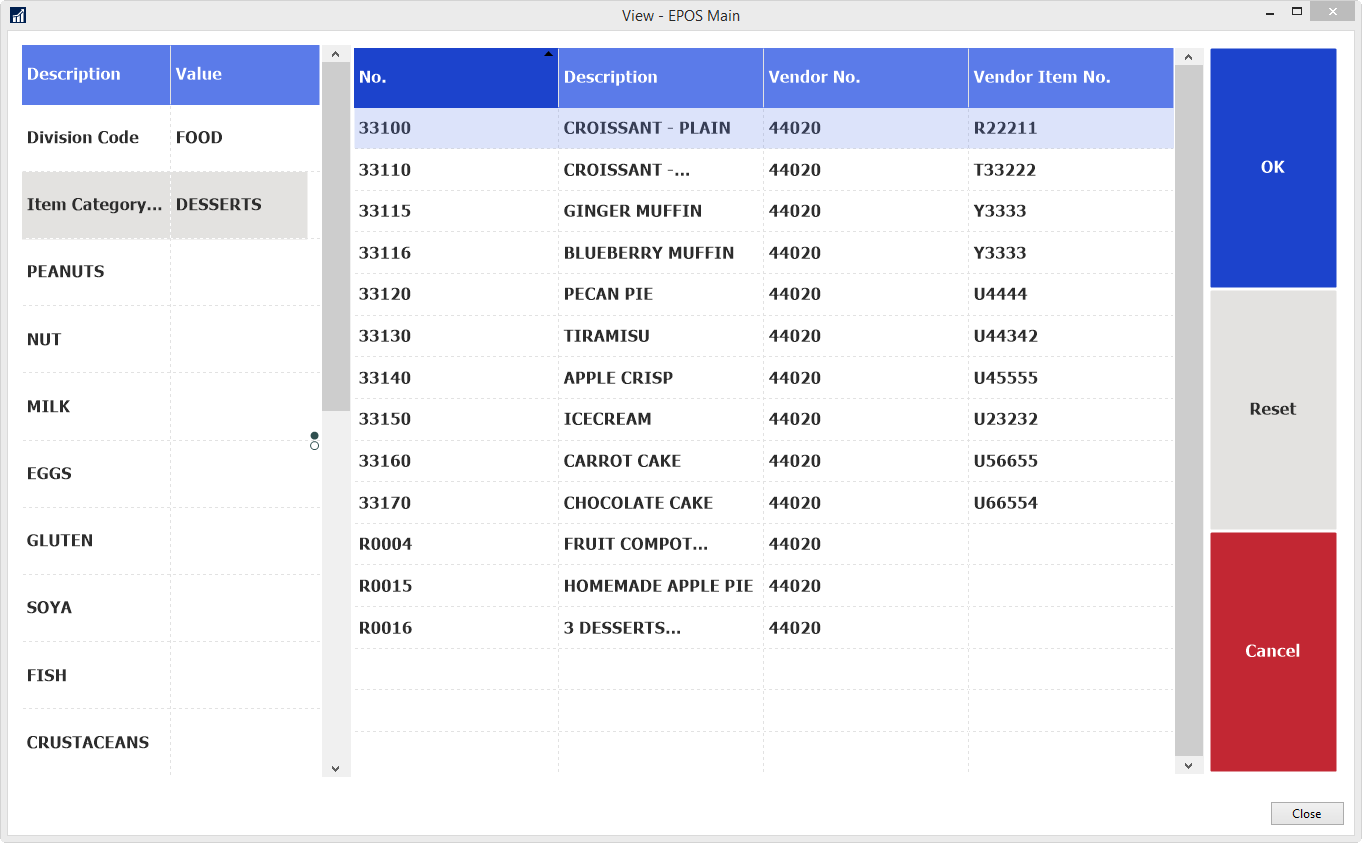 View - EPOS Main
Description Value
Division Code FOOD
Item Category... DESSERTS
PEANUTS
NUT
MILK
EGGS
GLUTEN
SOYA
FISH
CRUSTACEANS
No. Description Vendor No. Vendor Item No.
33100 CROISSANT - PLAIN 44020 R22211
33110 CROISSANT -... 44020 T33222
33115 GINGER MUFFIN 44020 Y3333
33116 BLUEBERRY MUFFIN 44020 Y3333
33120 PECAN PIE 44020 U4444
33130 TIRAMISU 44020 U44342
33140 APPLE CRISP 44020 U45555
33150 ICECREAM 44020 U23232
33160 CARROT CAKE 44020 U56655
33170 CHOCOLATE CAKE 44020 U66554
R0004 FRUIT COMPOT... 44020
R0015 HOMEMADE APPLE PIE 44020
R0016 3 DESSERTS... 44020
OK
Reset
Cancel
Close